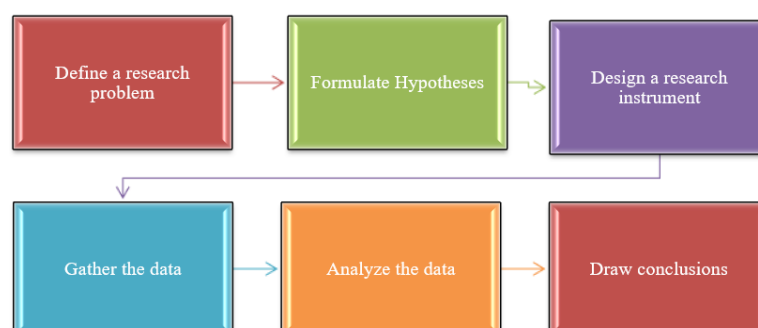 Define a research
problem
Formulate Hypotheses
Design a research
instrument
Gather the data
Analyze the data
Draw conclusions